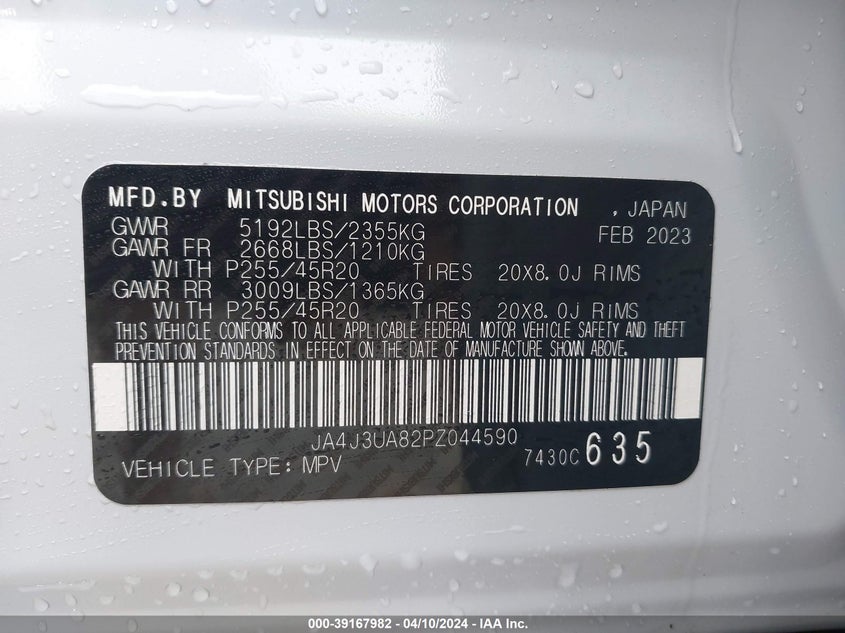 MFD.BY MITSUBISHI MOTORS CORPORATION , JAPAN
GVWR 5192LBS/2355KG FEB 2023
GAWR FR 2668LBS/1210KG
WITH P255/45R20 TIRES 20X8.0J RIMS
GAWR RR 3009LBS/1365KG
WITH P255/45R20 TIRES 20X8.0J RIMS
THIS VEHICLE CONFORMS TO ALL APPLICABLE FEDERAL MOTOR VEHICLE SAFETY AND THEFT
PREVENTION STANDARDS IN EFFECT ON THE DATE OF MANUFACTURE SHOWN ABOVE.
JA4J3UA82PZ044590
VEHICLE TYPE: MPV 7430C 635
000-39167982 - 04/10/2024 - IAA Inc.